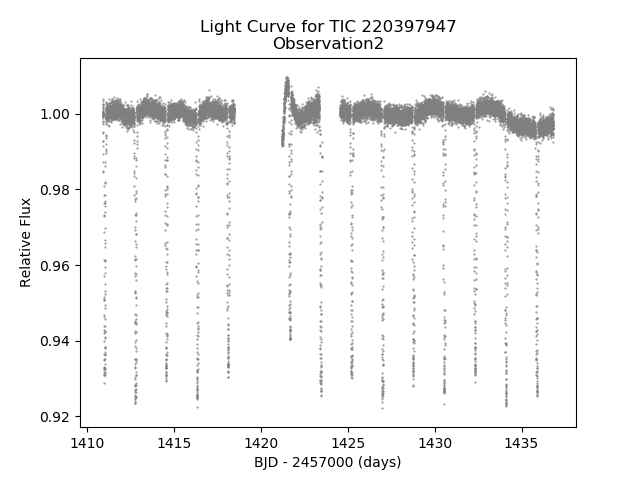 Light Curve for TIC 220397947
Observation2
1.00
0.98
0.96
0.94
0.92
Relative Flux
1410
1415
1420
1425
1430
1435
BJD - 2457000 (days)